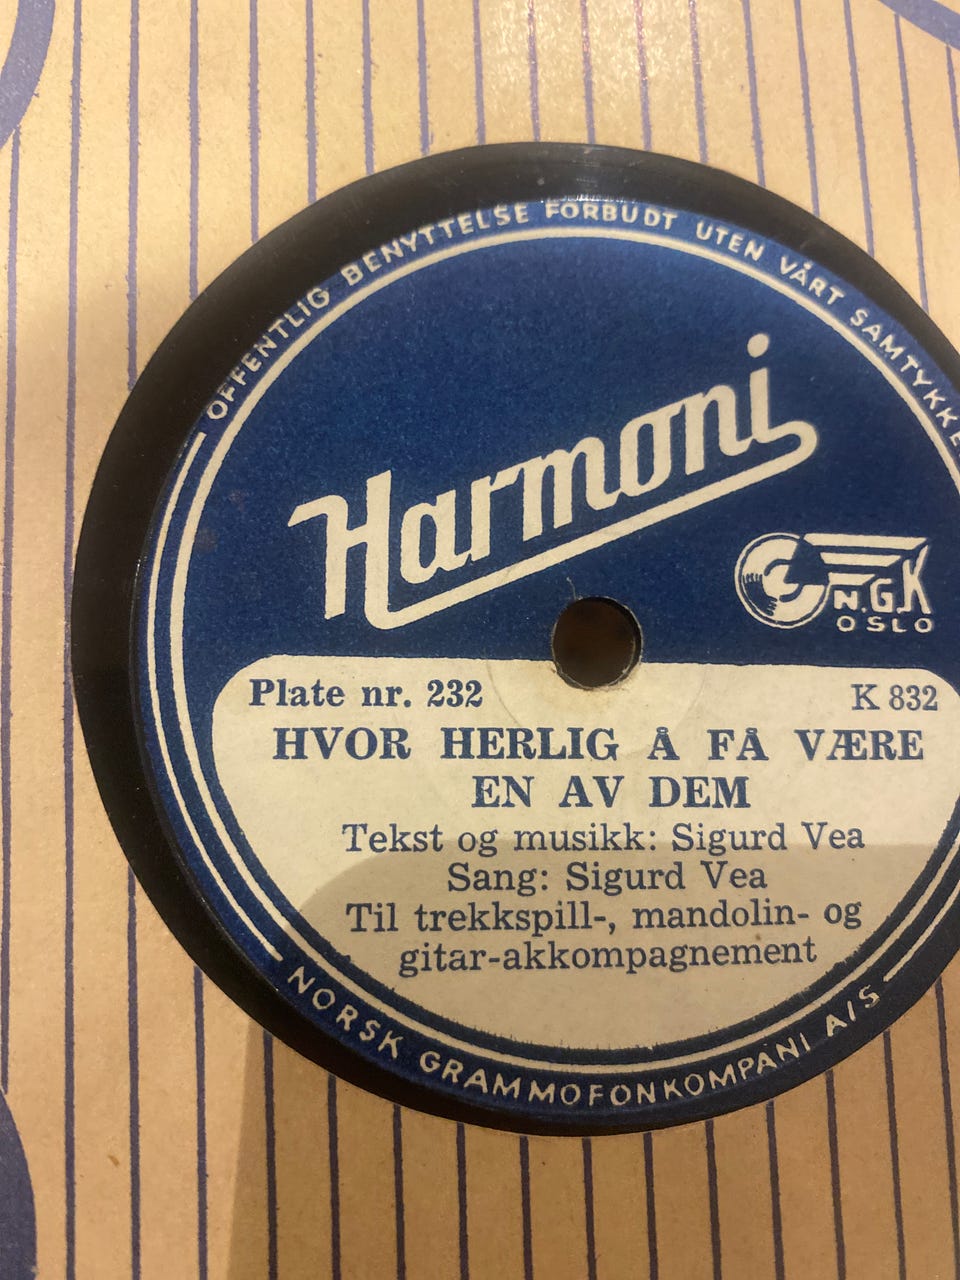 OFFENTLIG BENYTTELSE FORBUDT UTEN VÅRT SAMTYKKE
Harmoni
N.G.K
OSLO
Plate nr. 232 K 832
HVOR HERLIG Å FÅ VÆRE
EN AV DEM
Tekst og musikk: Sigurd Vea
Sang: Sigurd Vea
Til trekkspill-, mandolin- og
gitar-akkompagnement
NORSK GRAMMOFONKOMPANI A/S